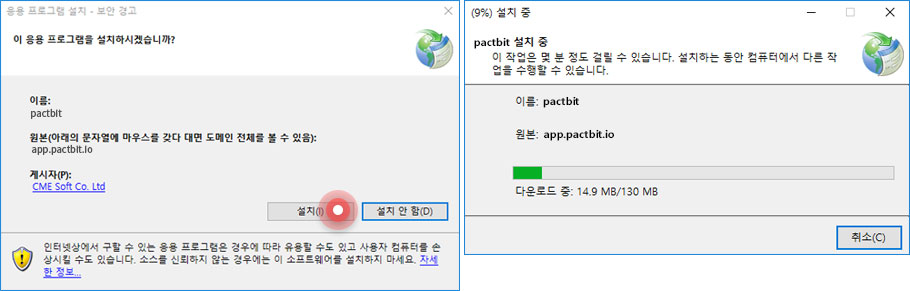 응용 프로그램 설치 - 보안 경고
이 응용 프로그램을 설치하시겠습니까?
이름:
pactbit
원본(아래의 문자열에 마우스를 갖다 대면 도메인 전체를 볼 수 있음):
app.pactbit.io
게시자(P):
CME Soft Co. Ltd
설치(I)
설치 안 함(D)
인터넷상에서 구할 수 있는 응용 프로그램은 경우에 따라 유용할 수도 있고 사용자 컴퓨터를 손
상시킬 수도 있습니다. 소스를 신뢰하지 않는 경우에는 이 소프트웨어를 설치하지 마세요. 자세
한 정보...
(9%) 설치 중
pactbit 설치 중
이 작업은 몇 분 정도 걸릴 수 있습니다. 설치하는 동안 컴퓨터에서 다른 작
업을 수행할 수 있습니다.
이름: pactbit
원본: app.pactbit.io
다운로드 중: 14.9 MB/130 MB
취소(C)